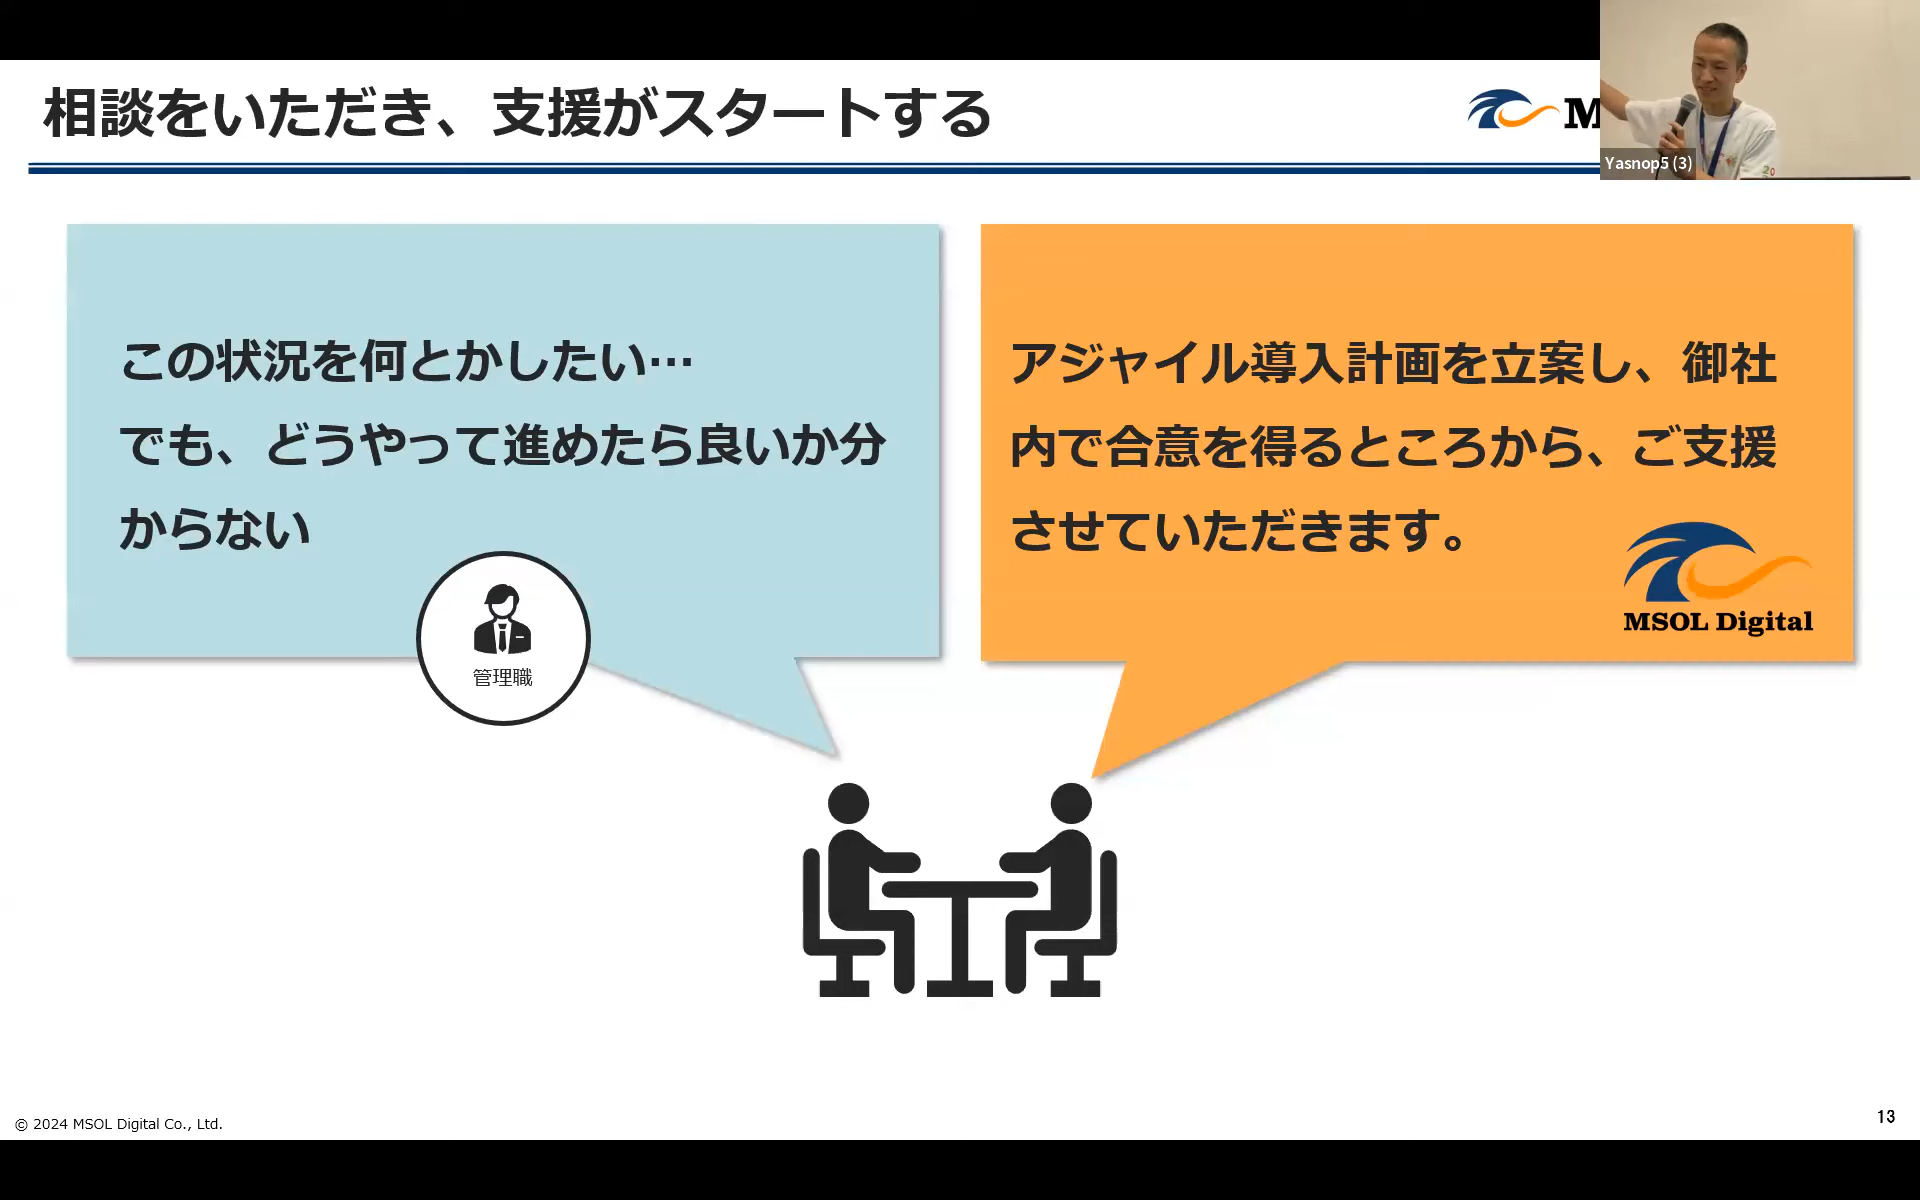 相談をいただき、支援がスタートする
M
Yasnop5 (3)
この状況を何とかしたい…
でも、どうやって進めたら良いか分
からない
管理職
アジャイル導入計画を立案し、御社
内で合意を得るところから、ご支援
させていただきます。
MSOL Digital
© 2024 MSOL Digital Co., Ltd.
13